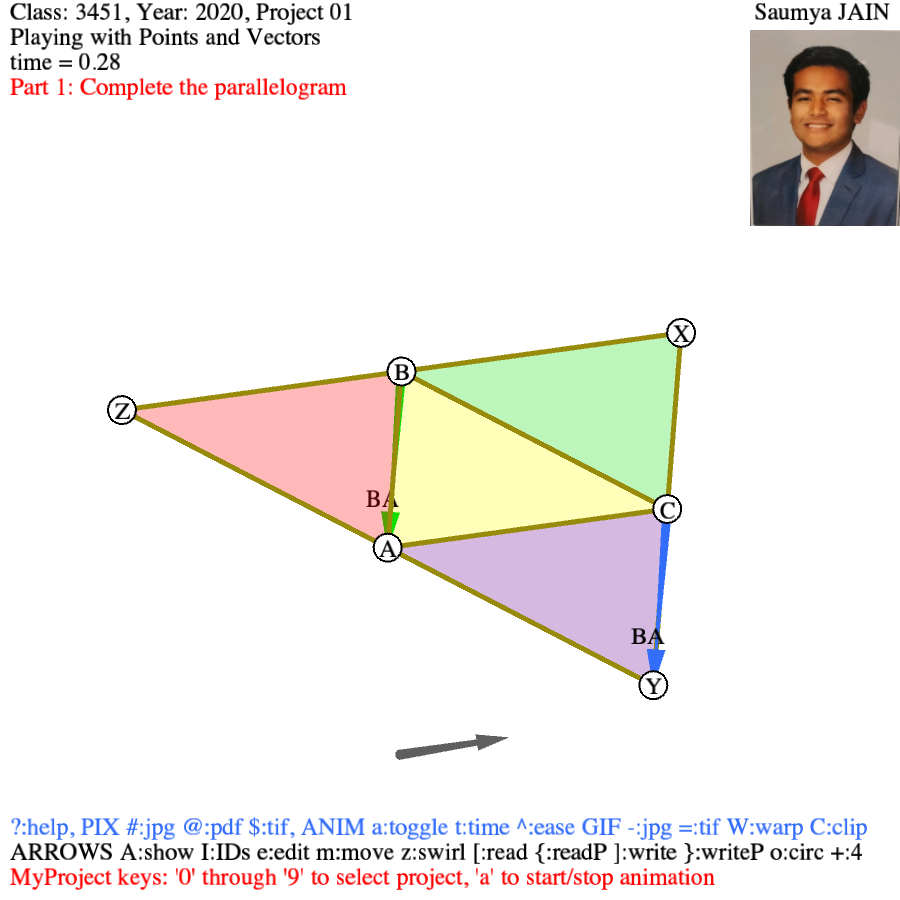 Class: 3451, Year: 2020, Project 01
Saumya JAIN
Playing with Points and Vectors
time = 0.28
Part 1: Complete the parallelogram
X
B
Z
BA
C
A
BA
Y
?:help, PIX #:jpg @:pdf $:tif, ANIM a:toggle t:time ^:ease GIF -:jpg =:tif W:warp C:clip
ARROWS A:show I:IDs e:edit m:move z:swirl [:read {:readP ]:write }:writeP o:circ +:4
MyProject keys: '0' through '9' to select project, 'a' to start/stop animation